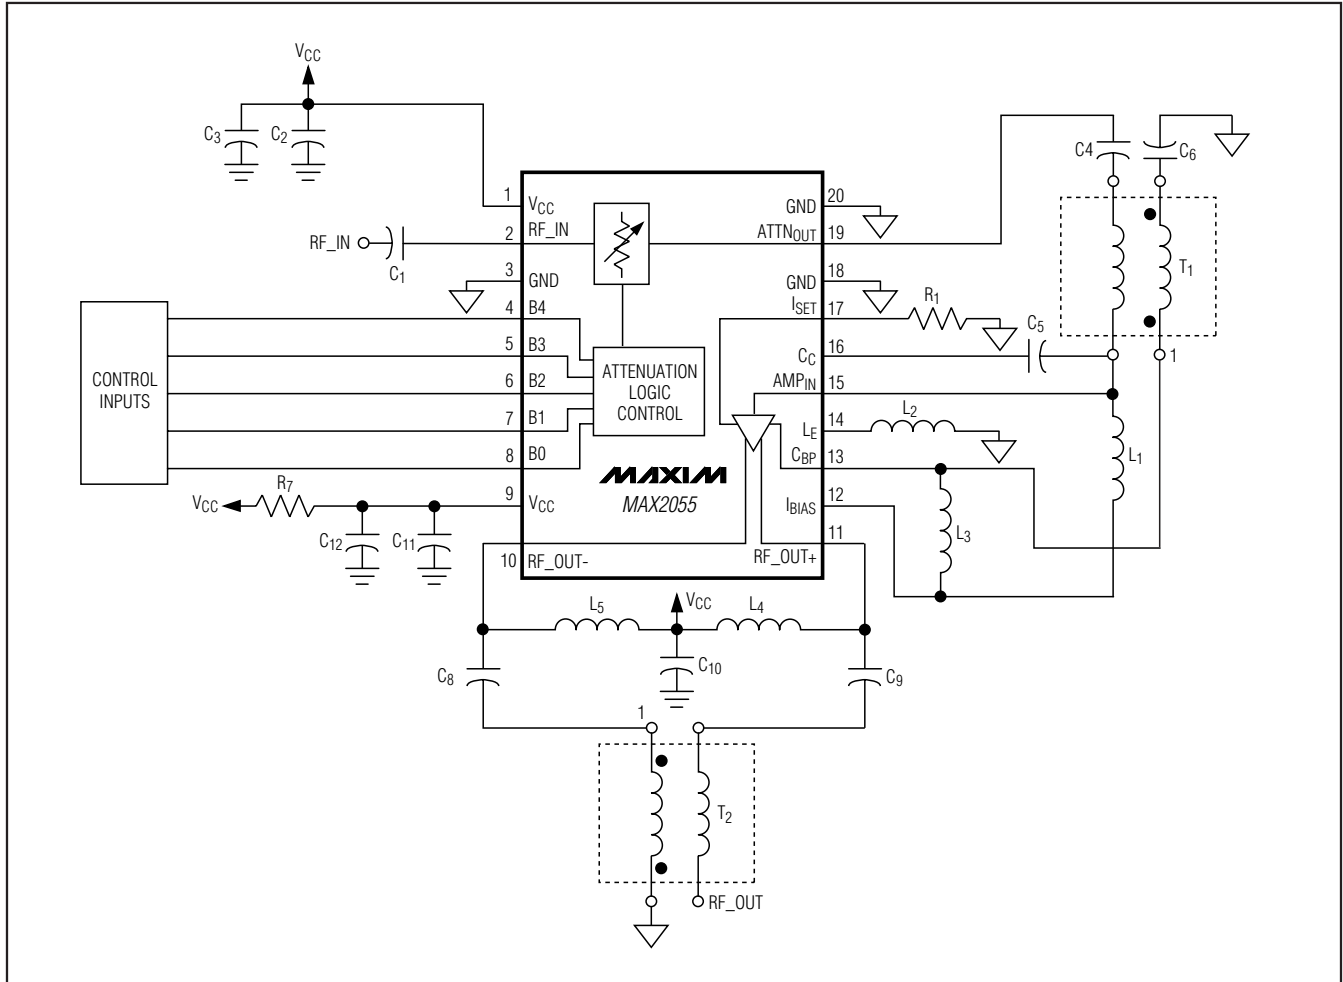 VCC
C3
C2
RF_IN
C1
1
VCC
2
RF_IN
3
GND
4
B4
5
B3
6
B2
7
B1
8
B0
9
VCC
10
RF_OUT-
CONTROL
INPUTS
VCC
R7
C12
C11
ATTENUATION
LOGIC
CONTROL
MAXIM
MAX2055
20
GND
19
ATTNOUT
18
GND
17
ISET
16
CC
15
AMPIN
14
LE
13
CBP
12
IBIAS
11
RF_OUT+
R1
C5
L2
L3
L1
C4
C6
T1
1
L5
VCC
L4
C8
C10
C9
1
T2
RF_OUT